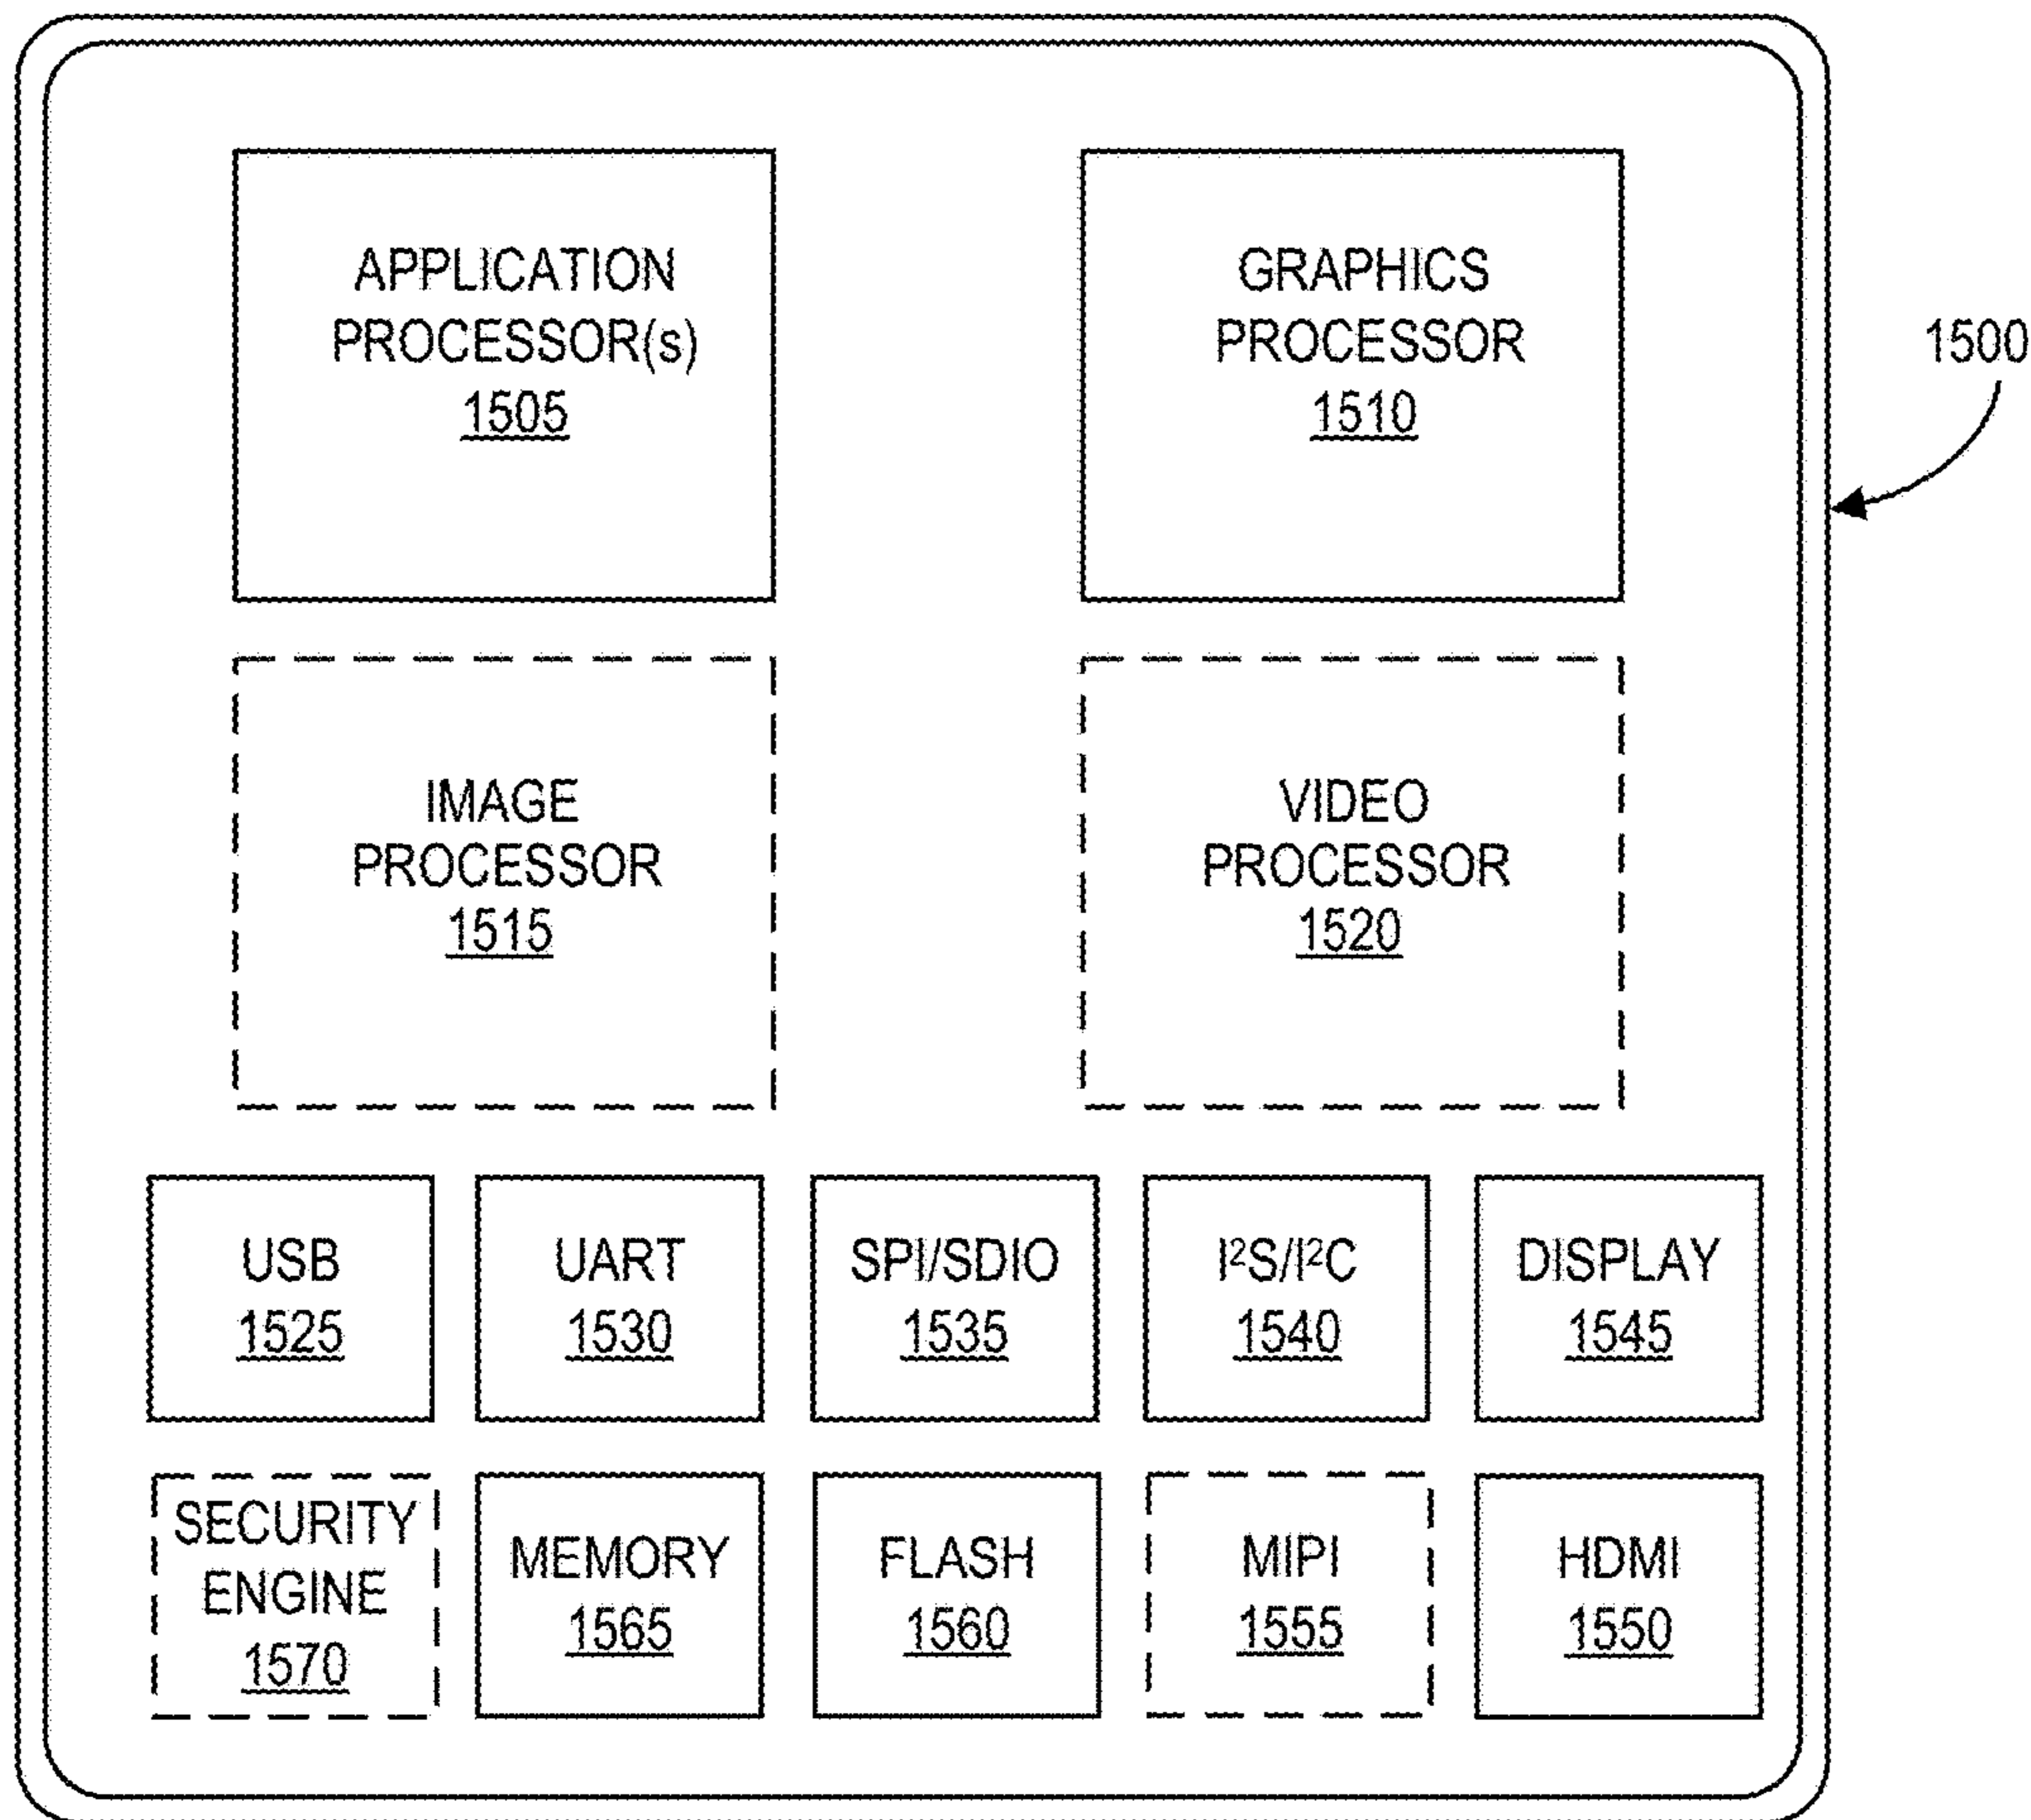 APPLICATION
PROCESSOR(s)
1505
GRAPHICS
PROCESSOR
1510
1500
IMAGE
PROCESSOR
1515
VIDEO
PROCESSOR
1520
USB
1525
UART
1530
SPI/SDIO
1535
I²S/I²C
1540
DISPLAY
1545
SECURITY
ENGINE
1570
MEMORY
1565
FLASH
1560
MIPI
1555
HDMI
1550